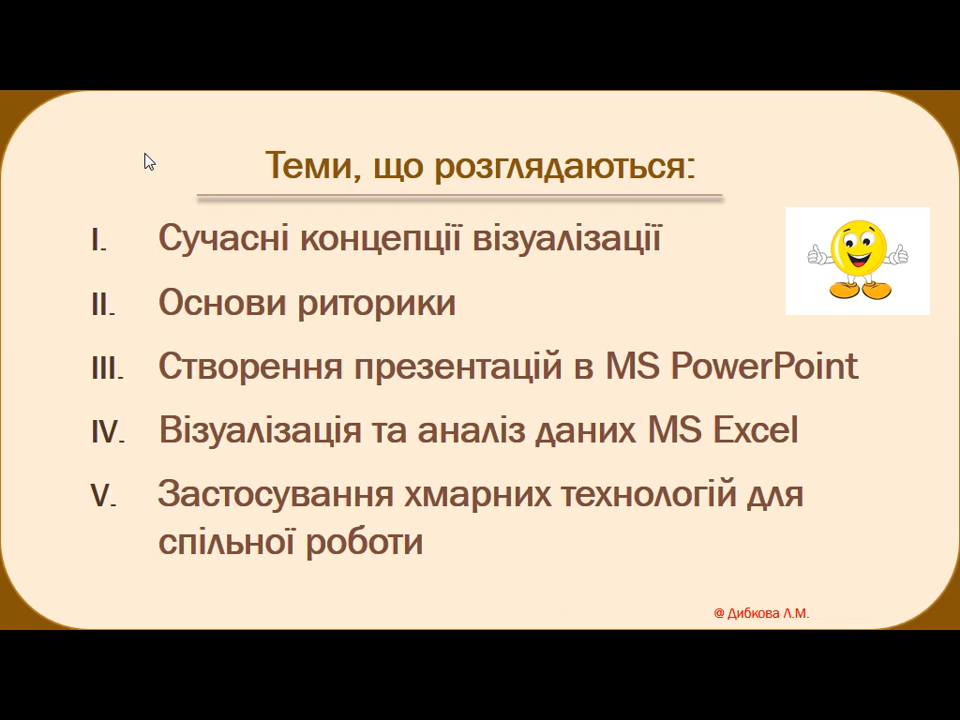 Теми, що розглядаються:
I. Сучасні концепції візуалізації
II. Основи риторики
III. Створення презентацій в MS PowerPoint
IV. Візуалізація та аналіз даних MS Excel
V. Застосування хмарних технологій для
спільної роботи
@ Дибкова Л.М.